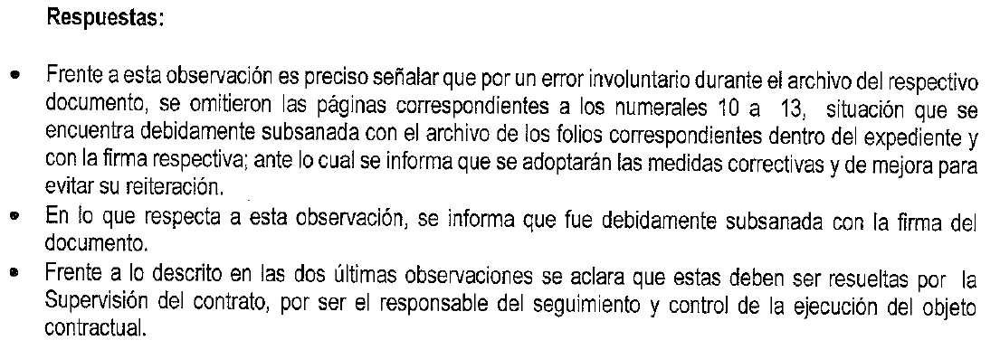 Respuestas:
• Frente a esta observación es preciso señalar que por un error involuntario durante el archivo del respectivo
documento, se omitieron las páginas correspondientes a los numerales 10 a 13, situación que se
encuentra debidamente subsanada con el archivo de los folios correspondientes dentro del expediente y
con la firma respectiva; ante lo cual se informa que se adoptarán las medidas correctivas y de mejora para
evitar su reiteración.
• En lo que respecta a esta observación, se informa que fue debidamente subsanada con la firma del
documento.
• Frente a lo descrito en las dos últimas observaciones se aclara que estas deben ser resueltas por la
Supervisión del contrato, por ser el responsable del seguimiento y control de la ejecución del objeto
contractual.